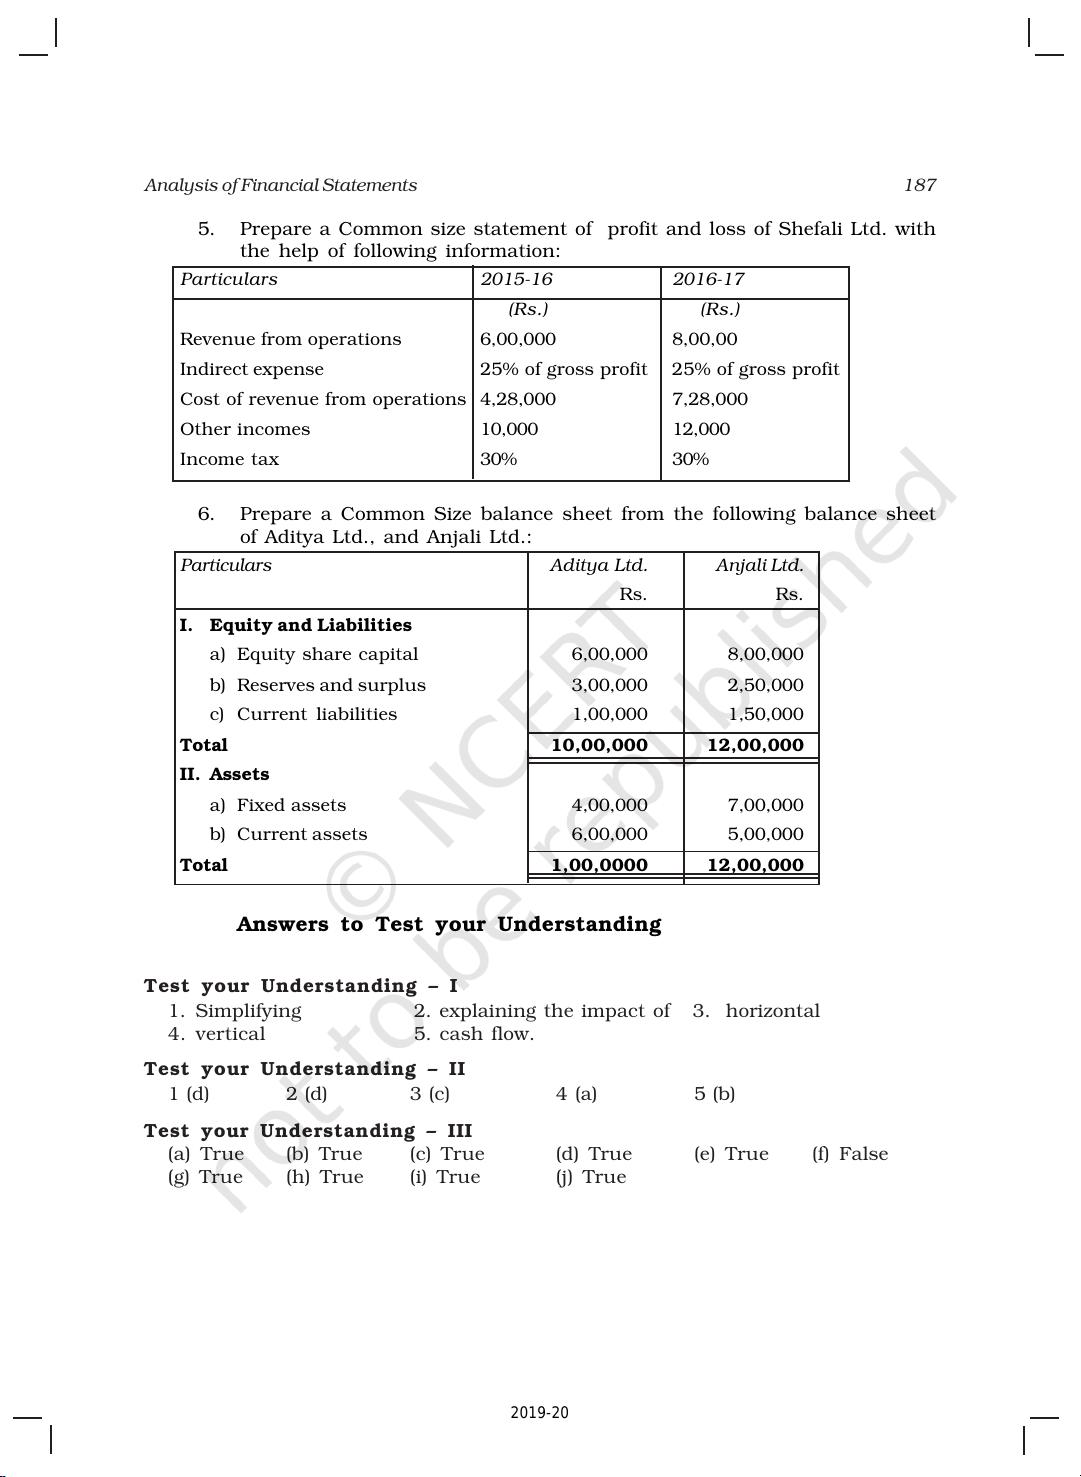 Analysis of Financial Statements 187
5. Prepare a Common size statement of profit and loss of Shefali Ltd. with
the help of following information:
Particulars 2015-16 2016-17
(Rs.) (Rs.)
Revenue from operations 6,00,000 8,00,00
Indirect expense 25% of gross profit 25% of gross profit
Cost of revenue from operations 4,28,000 7,28,000
Other incomes 10,000 12,000
Income tax 30% 30%
6. Prepare a Common Size balance sheet from the following balance sheet
of Aditya Ltd., and Anjali Ltd.:
Particulars Aditya Ltd. Anjali Ltd.
Rs. Rs.
I. Equity and Liabilities
a) Equity share capital 6,00,000 8,00,000
b) Reserves and surplus 3,00,000 2,50,000
c) Current liabilities 1,00,000 1,50,000
Total 10,00,000 12,00,000
II. Assets
a) Fixed assets 4,00,000 7,00,000
b) Current assets 6,00,000 5,00,000
Total 1,00,0000 12,00,000
Answers to Test your Understanding
Test your Understanding – I
1. Simplifying 2. explaining the impact of 3. horizontal
4. vertical 5. cash flow.
Test your Understanding – II
1 (d) 2 (d) 3 (c) 4 (a) 5 (b)
Test your Understanding – III
(a) True (b) True (c) True (d) True (e) True (f) False
(g) True (h) True (i) True (j) True
© NCERT
not to be republished
2019-20